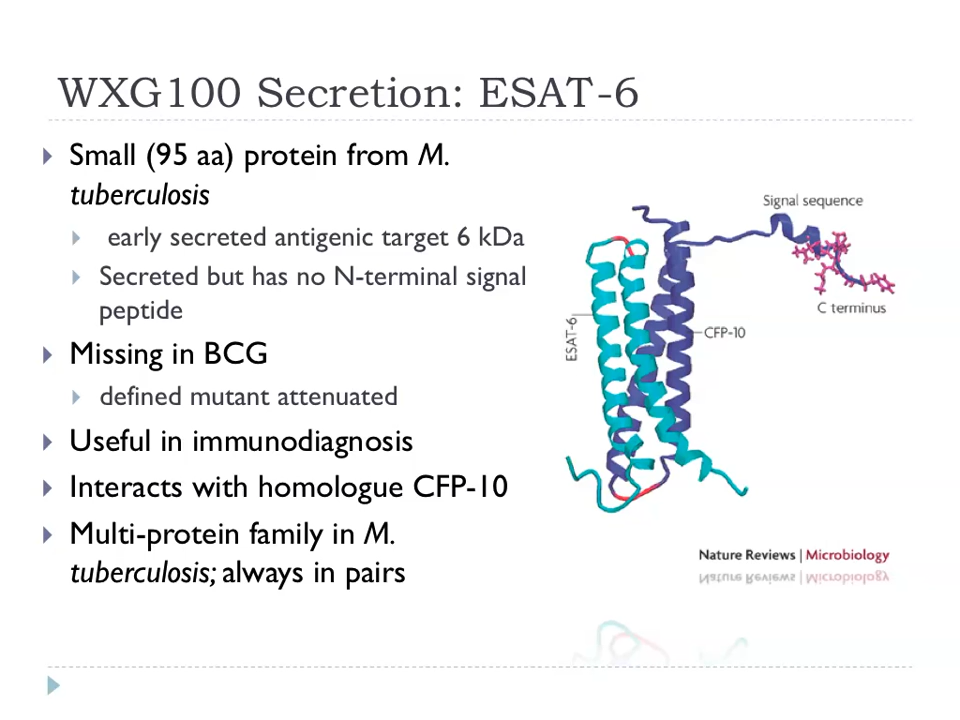 WXG100 Secretion: ESAT-6
Small (95 aa) protein from M.
tuberculosis
early secreted antigenic target 6 kDa
Secreted but has no N-terminal signal
peptide
Missing in BCG
defined mutant attenuated
Useful in immunodiagnosis
Interacts with homologue CFP-10
Multi-protein family in M.
tuberculosis; always in pairs
Signal sequence
C terminus
CFP-10
ESAT-6
Nature Reviews | Microbiology